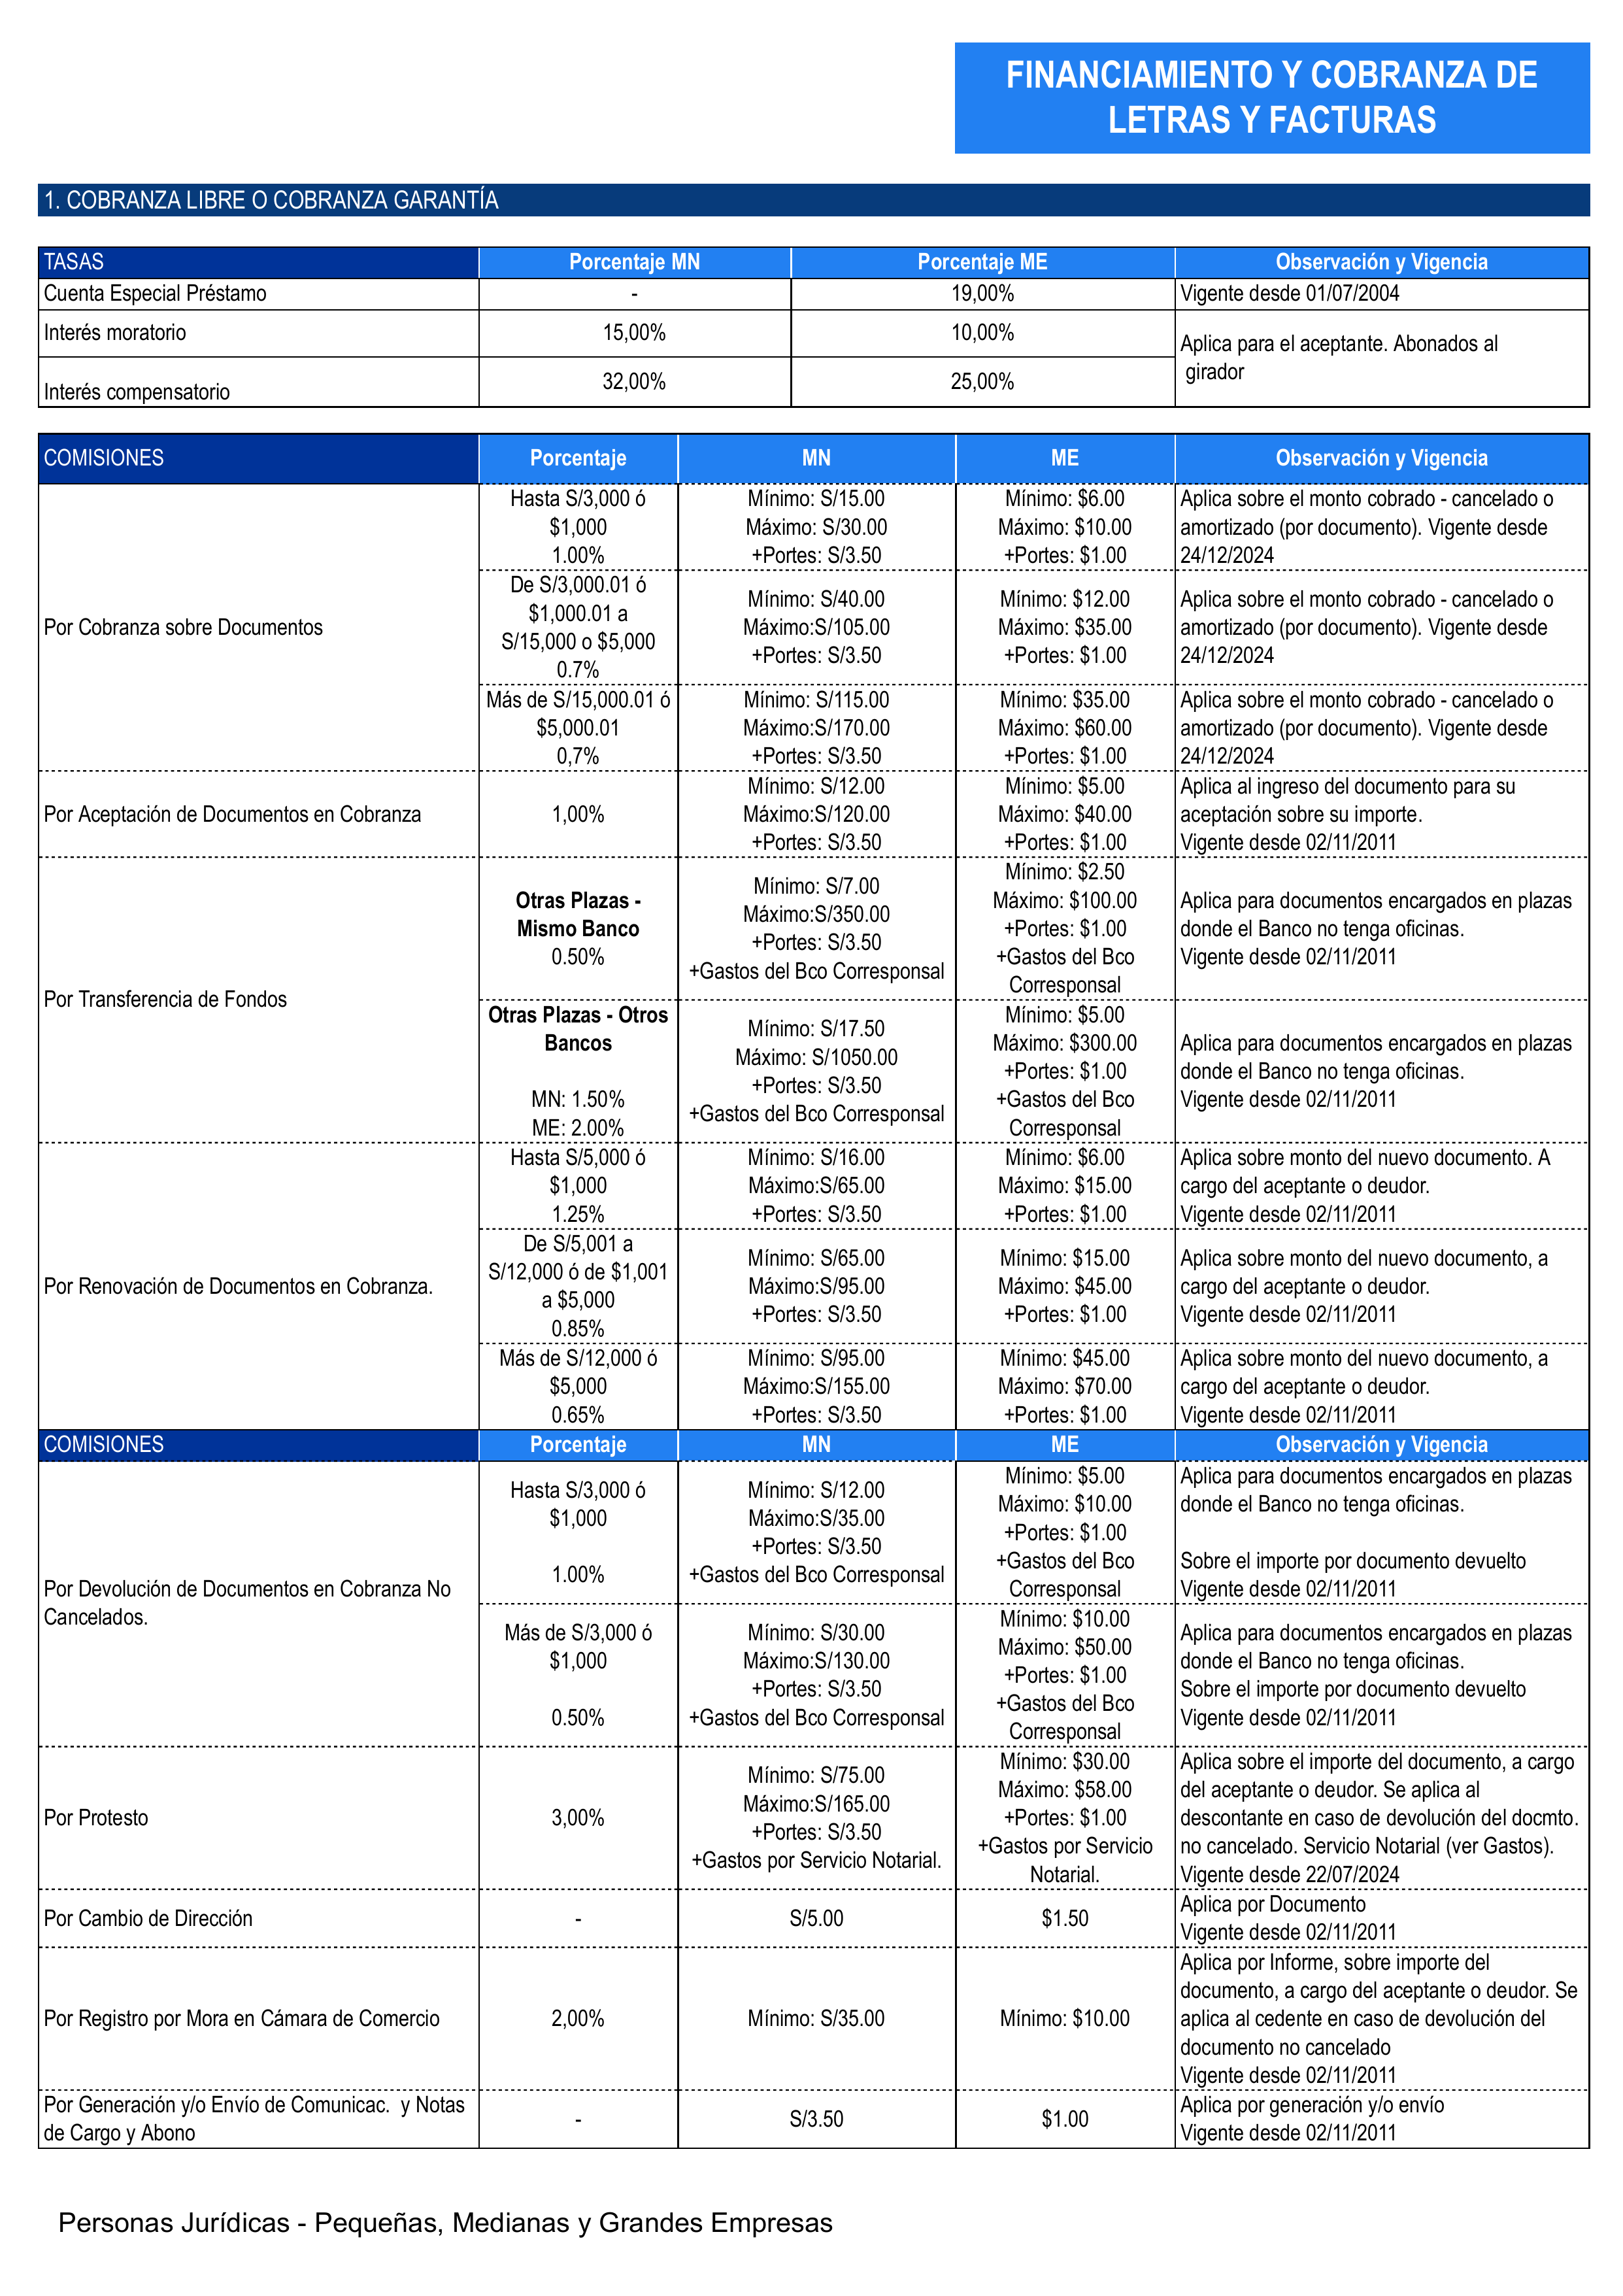 FINANCIAMIENTO Y COBRANZA DE
LETRAS Y FACTURAS
1. COBRANZA LIBRE O COBRANZA GARANTÍA
TASAS
Porcentaje MN
Porcentaje ME
Observación y Vigencia
Cuenta Especial Préstamo
-
19,00%
Vigente desde 01/07/2004
Interés moratorio
15,00%
10,00%
Aplica para el aceptante. Abonados al
girador
Interés compensatorio
32,00%
25,00%
COMISIONES
Porcentaje
MN
ME
Observación y Vigencia
Por Cobranza sobre Documentos
Hasta S/3,000 ó
$1,000
1.00%
Mínimo: S/15.00
Máximo: S/30.00
+Portes: S/3.50
Mínimo: $6.00
Máximo: $10.00
+Portes: $1.00
Aplica sobre el monto cobrado - cancelado o
amortizado (por documento). Vigente desde
24/12/2024
De S/3,000.01 ó
$1,000.01 a
S/15,000 o $5,000
0.7%
Mínimo: S/40.00
Máximo:S/105.00
+Portes: S/3.50
Mínimo: $12.00
Máximo: $35.00
+Portes: $1.00
Aplica sobre el monto cobrado - cancelado o
amortizado (por documento). Vigente desde
24/12/2024
Más de S/15,000.01 ó
$5,000.01
0,7%
Mínimo: S/115.00
Máximo:S/170.00
+Portes: S/3.50
Mínimo: $35.00
Máximo: $60.00
+Portes: $1.00
Aplica sobre el monto cobrado - cancelado o
amortizado (por documento). Vigente desde
24/12/2024
Por Aceptación de Documentos en Cobranza
1,00%
Mínimo: S/12.00
Máximo:S/120.00
+Portes: S/3.50
Mínimo: $5.00
Máximo: $40.00
+Portes: $1.00
Aplica al ingreso del documento para su
aceptación sobre su importe.
Vigente desde 02/11/2011
Por Transferencia de Fondos
Otras Plazas -
Mismo Banco
0.50%
Mínimo: S/7.00
Máximo:S/350.00
+Portes: S/3.50
+Gastos del Bco Corresponsal
Mínimo: $2.50
Máximo: $100.00
+Portes: $1.00
+Gastos del Bco
Corresponsal
Aplica para documentos encargados en plazas
donde el Banco no tenga oficinas.
Vigente desde 02/11/2011
Otras Plazas - Otros
Bancos
MN: 1.50%
ME: 2.00%
Mínimo: S/17.50
Máximo: S/1050.00
+Portes: S/3.50
+Gastos del Bco Corresponsal
Mínimo: $5.00
Máximo: $300.00
+Portes: $1.00
+Gastos del Bco
Corresponsal
Aplica para documentos encargados en plazas
donde el Banco no tenga oficinas.
Vigente desde 02/11/2011
Por Renovación de Documentos en Cobranza.
Hasta S/5,000 ó
$1,000
1.25%
Mínimo: S/16.00
Máximo:S/65.00
+Portes: S/3.50
Mínimo: $6.00
Máximo: $15.00
+Portes: $1.00
Aplica sobre monto del nuevo documento. A
cargo del aceptante o deudor.
Vigente desde 02/11/2011
De S/5,001 a
S/12,000 ó de $1,001
a $5,000
0.85%
Mínimo: S/65.00
Máximo:S/95.00
+Portes: S/3.50
Mínimo: $15.00
Máximo: $45.00
+Portes: $1.00
Aplica sobre monto del nuevo documento, a
cargo del aceptante o deudor.
Vigente desde 02/11/2011
Más de S/12,000 ó
$5,000
0.65%
Mínimo: S/95.00
Máximo:S/155.00
+Portes: S/3.50
Mínimo: $45.00
Máximo: $70.00
+Portes: $1.00
Aplica sobre monto del nuevo documento, a
cargo del aceptante o deudor.
Vigente desde 02/11/2011
COMISIONES
Porcentaje
MN
ME
Observación y Vigencia
Por Devolución de Documentos en Cobranza No
Cancelados.
Hasta S/3,000 ó
$1,000
1.00%
Mínimo: S/12.00
Máximo:S/35.00
+Portes: S/3.50
+Gastos del Bco Corresponsal
Mínimo: $5.00
Máximo: $10.00
+Portes: $1.00
+Gastos del Bco
Corresponsal
Aplica para documentos encargados en plazas
donde el Banco no tenga oficinas.
Sobre el importe por documento devuelto
Vigente desde 02/11/2011
Más de S/3,000 ó
$1,000
0.50%
Mínimo: S/30.00
Máximo:S/130.00
+Portes: S/3.50
+Gastos del Bco Corresponsal
Mínimo: $10.00
Máximo: $50.00
+Portes: $1.00
+Gastos del Bco
Corresponsal
Aplica para documentos encargados en plazas
donde el Banco no tenga oficinas.
Sobre el importe por documento devuelto
Vigente desde 02/11/2011
Por Protesto
3,00%
Mínimo: S/75.00
Máximo:S/165.00
+Portes: S/3.50
+Gastos por Servicio Notarial.
Mínimo: $30.00
Máximo: $58.00
+Portes: $1.00
+Gastos por Servicio
Notarial.
Aplica sobre el importe del documento, a cargo
del aceptante o deudor. Se aplica al
descontante en caso de devolución del docmto.
no cancelado. Servicio Notarial (ver Gastos).
Vigente desde 22/07/2024
Por Cambio de Dirección
-
S/5.00
$1.50
Aplica por Documento
Vigente desde 02/11/2011
Por Registro por Mora en Cámara de Comercio
2,00%
Mínimo: S/35.00
Mínimo: $10.00
Aplica por Informe, sobre importe del
documento, a cargo del aceptante o deudor. Se
aplica al cedente en caso de devolución del
documento no cancelado
Vigente desde 02/11/2011
Por Generación y/o Envío de Comunicac.  y Notas
de Cargo y Abono
-
S/3.50
$1.00
Aplica por generación y/o envío
Vigente desde 02/11/2011
Personas Jurídicas - Pequeñas, Medianas y Grandes Empresas